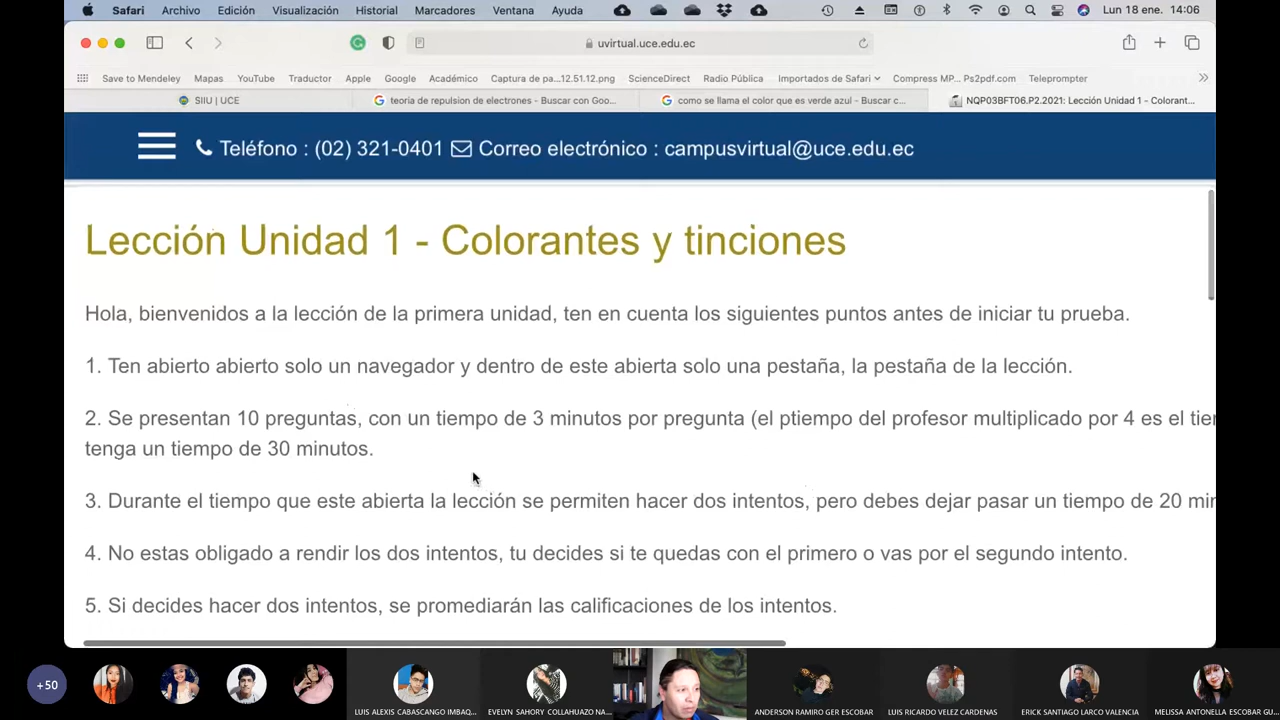 Safari Archivo Edición Visualización Historial Marcadores Ventana Ayuda Lun 18 ene. 14:06
uvirtual.uce.edu.ec
Save to Mendeley Mapas YouTube Traductor Apple Google Académico Captura de pa...12.51.12.png ScienceDirect Radio Pública Importados de Safari Compress MP... Ps2pdf.com Teleprompter
SIIU | UCE teoria de repulsion de electrones - Buscar con Goo... como se llama el color que es verde azul - Buscar c... NQP03BFT06.P2.2021: Lección Unidad 1 - Colorant...
Teléfono : (02) 321-0401 Correo electrónico : campusvirtual@uce.edu.ec
Lección Unidad 1 - Colorantes y tinciones
Hola, bienvenidos a la lección de la primera unidad, ten en cuenta los siguientes puntos antes de iniciar tu prueba.
1. Ten abierto abierto solo un navegador y dentro de este abierta solo una pestaña, la pestaña de la lección.
2. Se presentan 10 preguntas, con un tiempo de 3 minutos por pregunta (el ptiempo del profesor multiplicado por 4 es el tier
tenga un tiempo de 30 minutos.
3. Durante el tiempo que este abierta la lección se permiten hacer dos intentos, pero debes dejar pasar un tiempo de 20 mir
4. No estas obligado a rendir los dos intentos, tu decides si te quedas con el primero o vas por el segundo intento.
5. Si decides hacer dos intentos, se promediarán las calificaciones de los intentos.
+50
LUIS ALEXIS CABASCANGO IMBAQ... EVELYN SAHORY COLLAHUAZO NA... ANDERSON RAMIRO GER ESCOBAR LUIS RICARDO VELEZ CARDENAS ERICK SANTIAGO LARCO VALENCIA MELISSA ANTONELLA ESCOBAR GU...